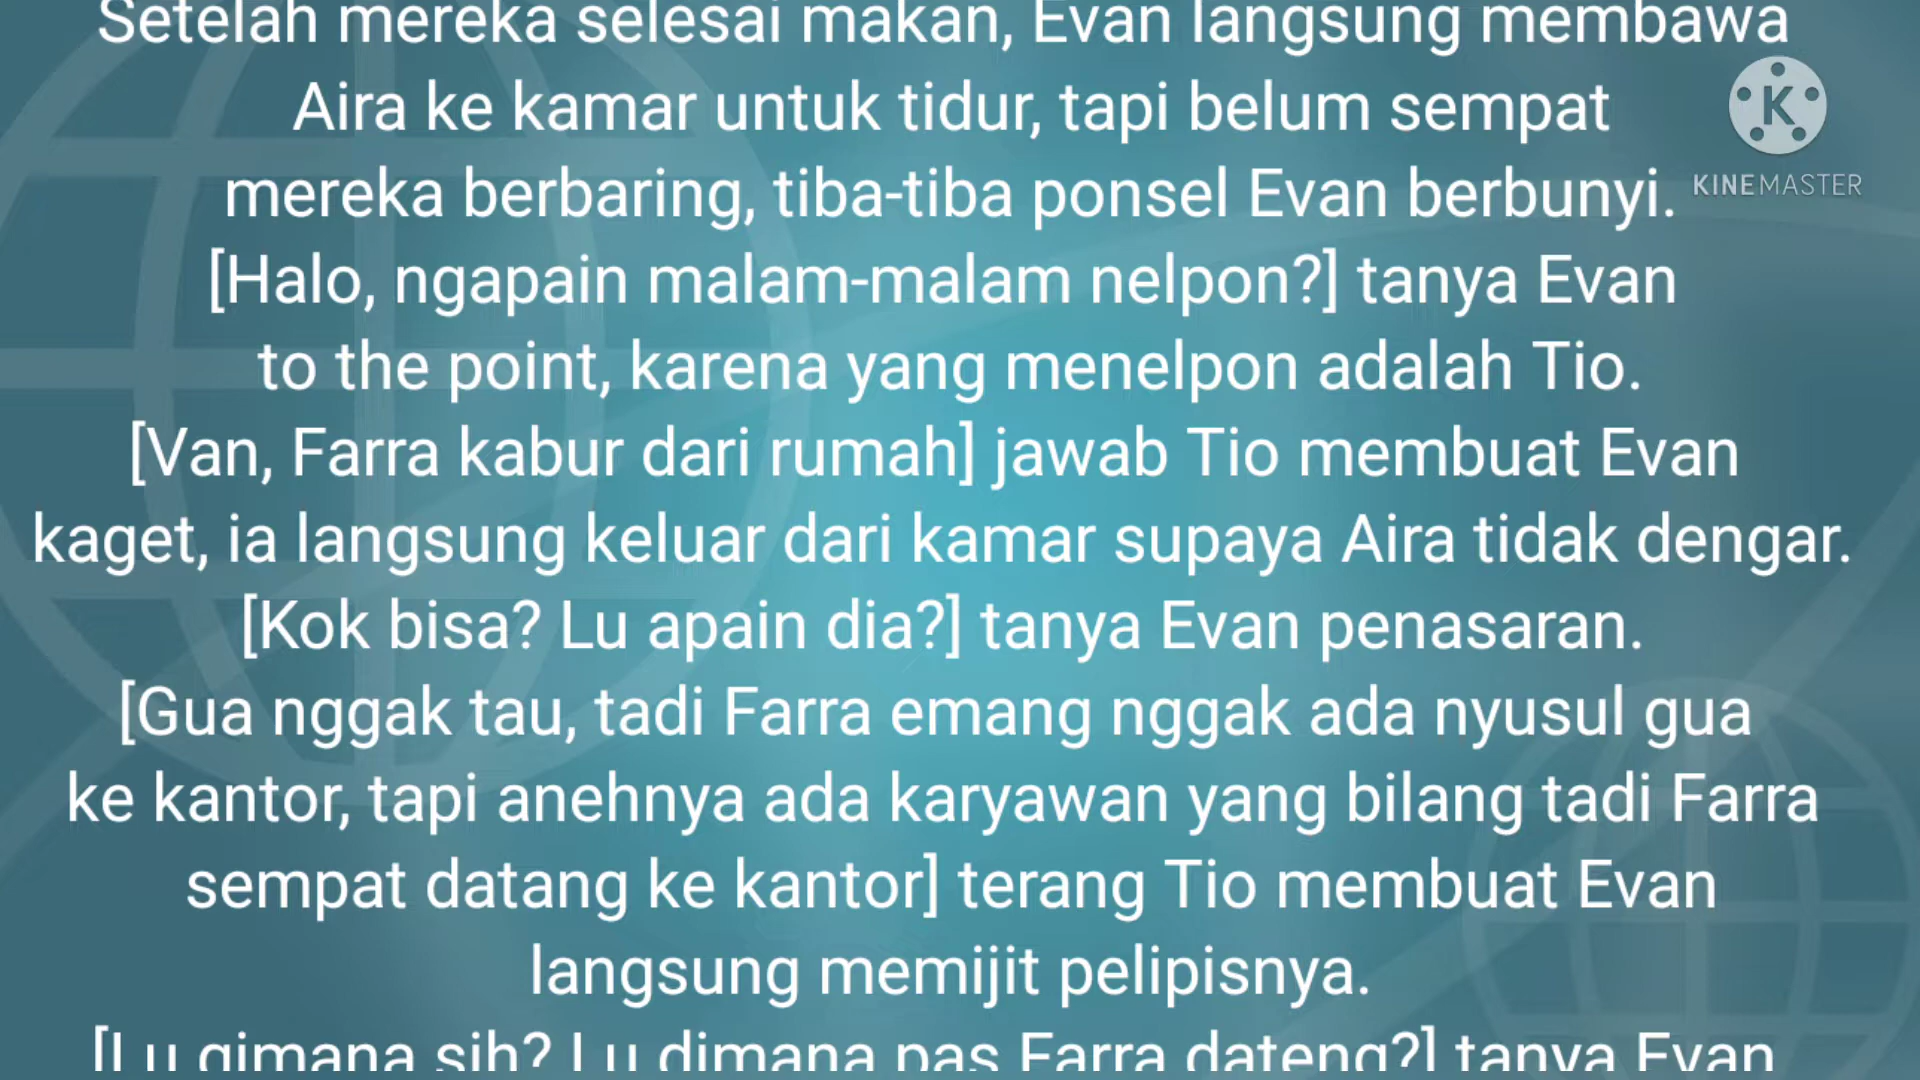 Setelah mereka selesai makan, Evan langsung membawa
Aira ke kamar untuk tidur, tapi belum sempat
mereka berbaring, tiba-tiba ponsel Evan berbunyi.
K
KINEMASTER
[Halo, ngapain malam-malam nelpon?] tanya Evan
to the point, karena yang menelpon adalah Tio.
[Van, Farra kabur dari rumah] jawab Tio membuat Evan
kaget, ia langsung keluar dari kamar supaya Aira tidak dengar.
[Kok bisa? Lu apain dia?] tanya Evan penasaran.
[Gua nggak tau, tadi Farra emang nggak ada nyusul gua
ke kantor, tapi anehnya ada karyawan yang bilang tadi Farra
sempat datang ke kantor] terang Tio membuat Evan
langsung memijit pelipisnya.
[Lu gimana sih? Lu dimana pas Farra dateng?] tanya Evan